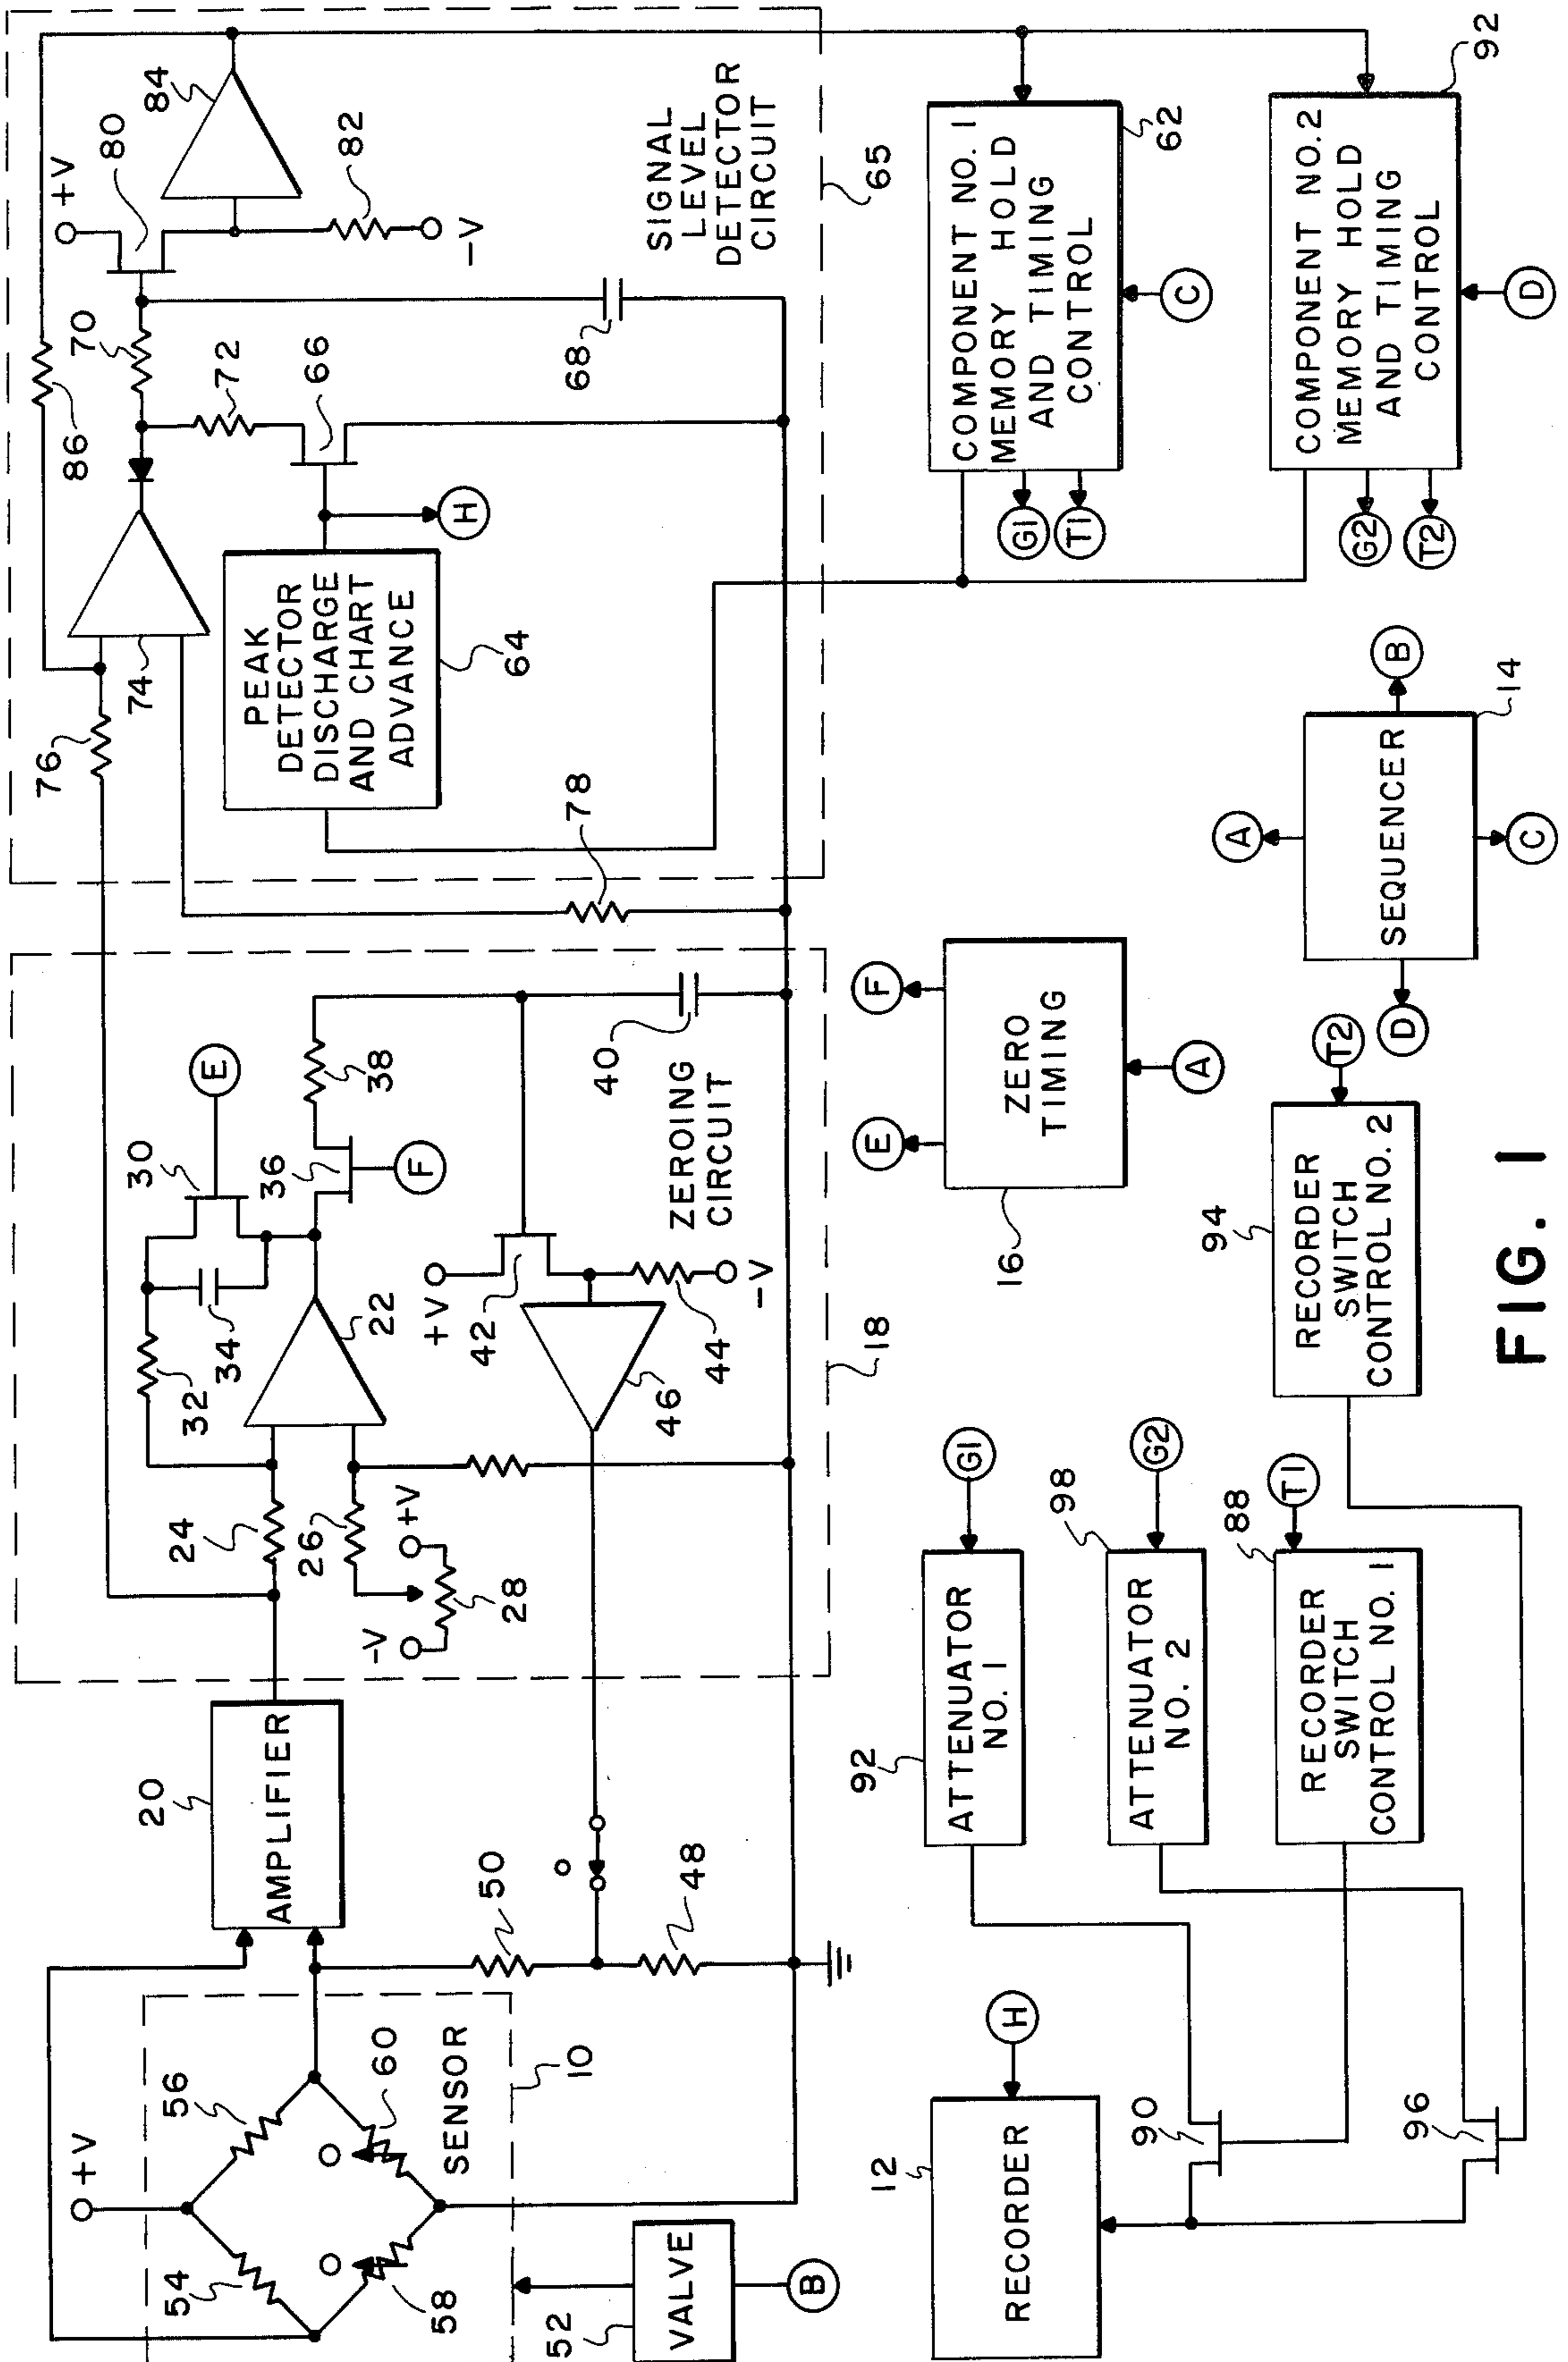 +V
54
56
58
60
SENSOR
10
52
VALVE
B
20
AMPLIFIER
50
48
24
26
-V
+V
28
32
34
30
E
22
36
F
38
+V
42
44
-V
46
40
ZEROING
CIRCUIT
18
76
74
86
70
72
66
H
PEAK
DETECTOR
DISCHARGE
AND CHART
ADVANCE
64
78
68
+V
80
84
82
-V
SIGNAL
LEVEL
DETECTOR
CIRCUIT
65
12
RECORDER
H
90
96
92
ATTENUATOR
NO. 1
G1
98
ATTENUATOR
NO. 2
G2
88
RECORDER
SWITCH
CONTROL NO. 1
T1
94
RECORDER
SWITCH
CONTROL NO. 2
T2
16
ZERO
TIMING
E
F
A
SEQUENCER
14
A
B
C
D
COMPONENT NO. 1
MEMORY HOLD
AND TIMING
CONTROL
62
G1
T1
C
COMPONENT NO. 2
MEMORY HOLD
AND TIMING
CONTROL
92
G2
T2
D
FIG. 1